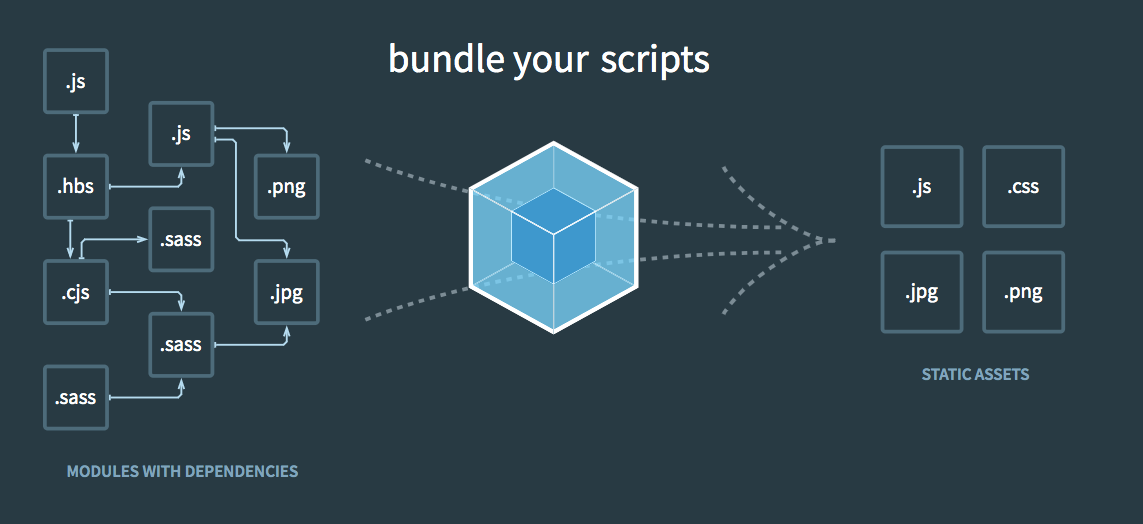 bundle your scripts
.js
.js
.hbs
.png
.sass
.cjs
.jpg
.sass
.sass
MODULES WITH DEPENDENCIES
.js
.css
.jpg
.png
STATIC ASSETS